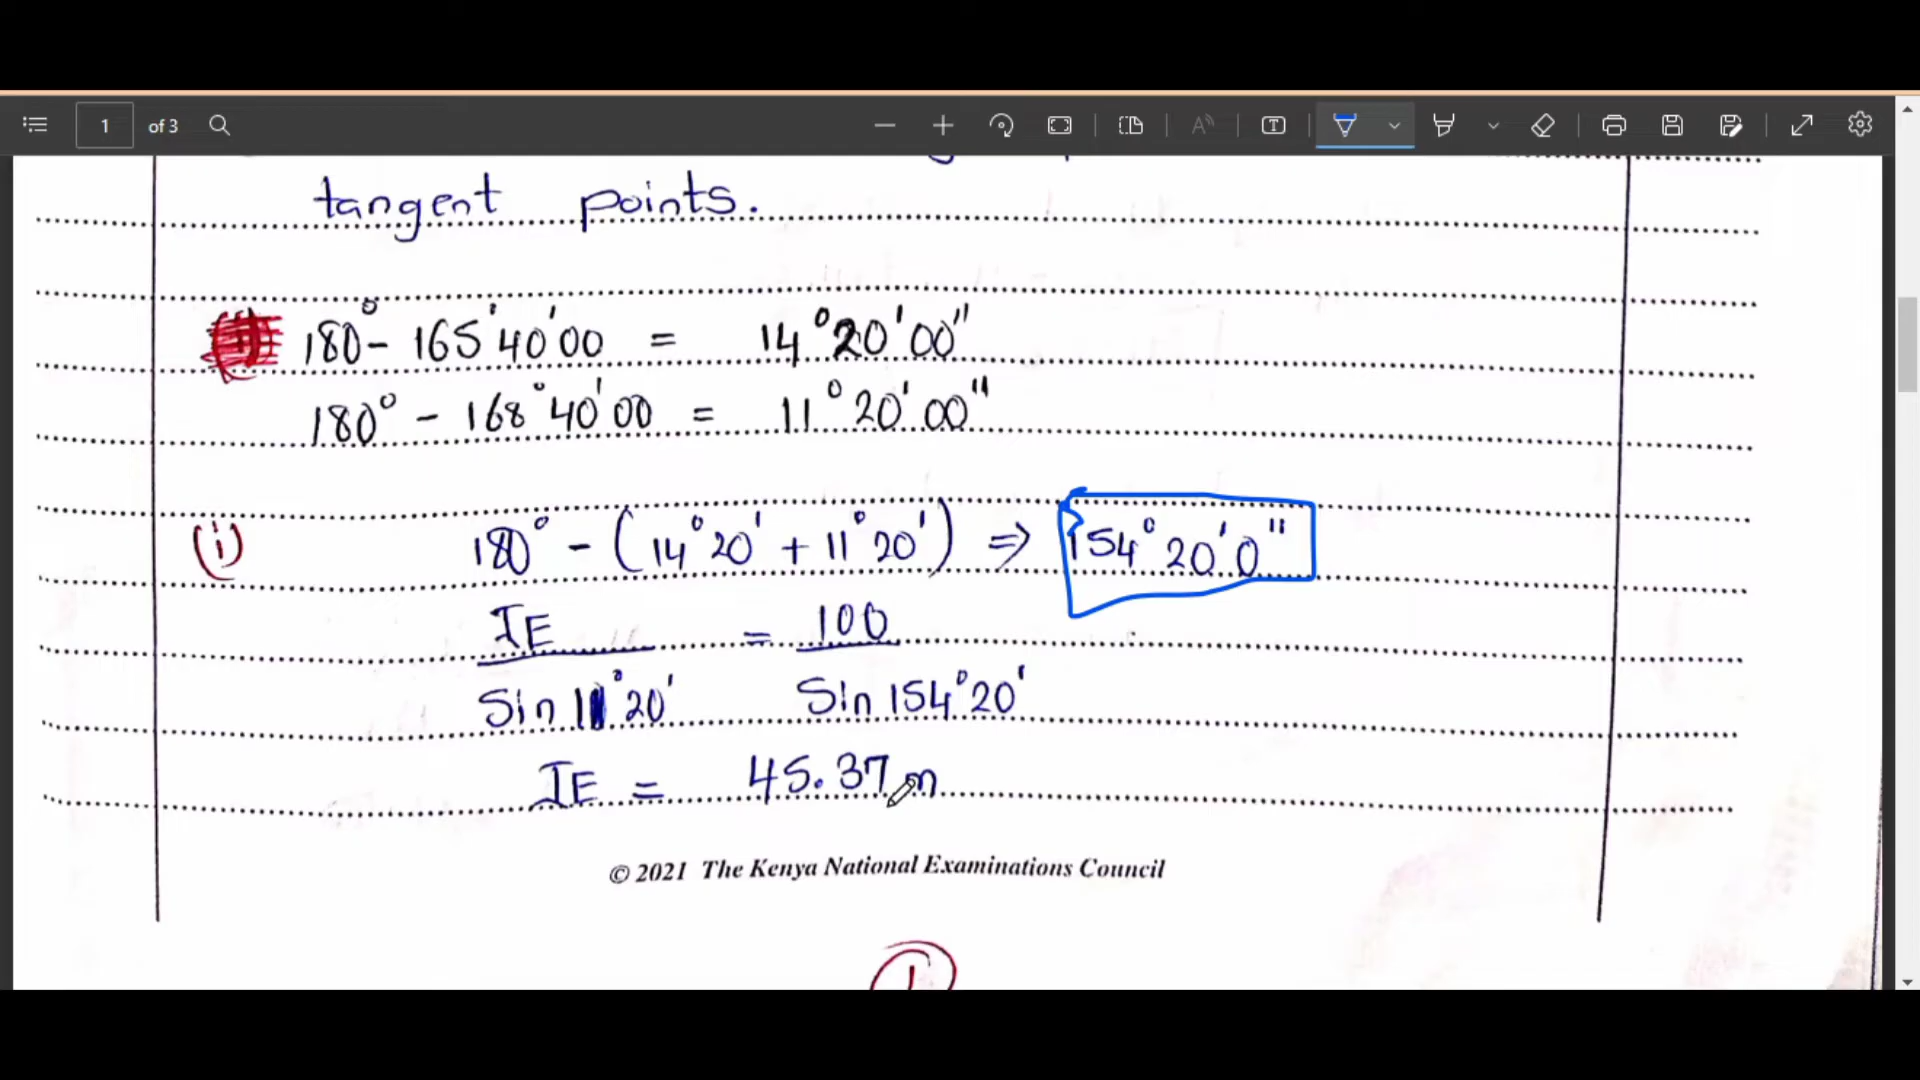 1 of 3
tangent points.
180° - 165°40'00 = 14°20'00"
180° - 168°40'00 = 11°20'00"
(i) 180° - (14°20' + 11°20') ⇒ 154°20'0"
IE = 100
Sin 11°20' Sin 154°20'
IE = 45.37 m
© 2021 The Kenya National Examinations Council
1